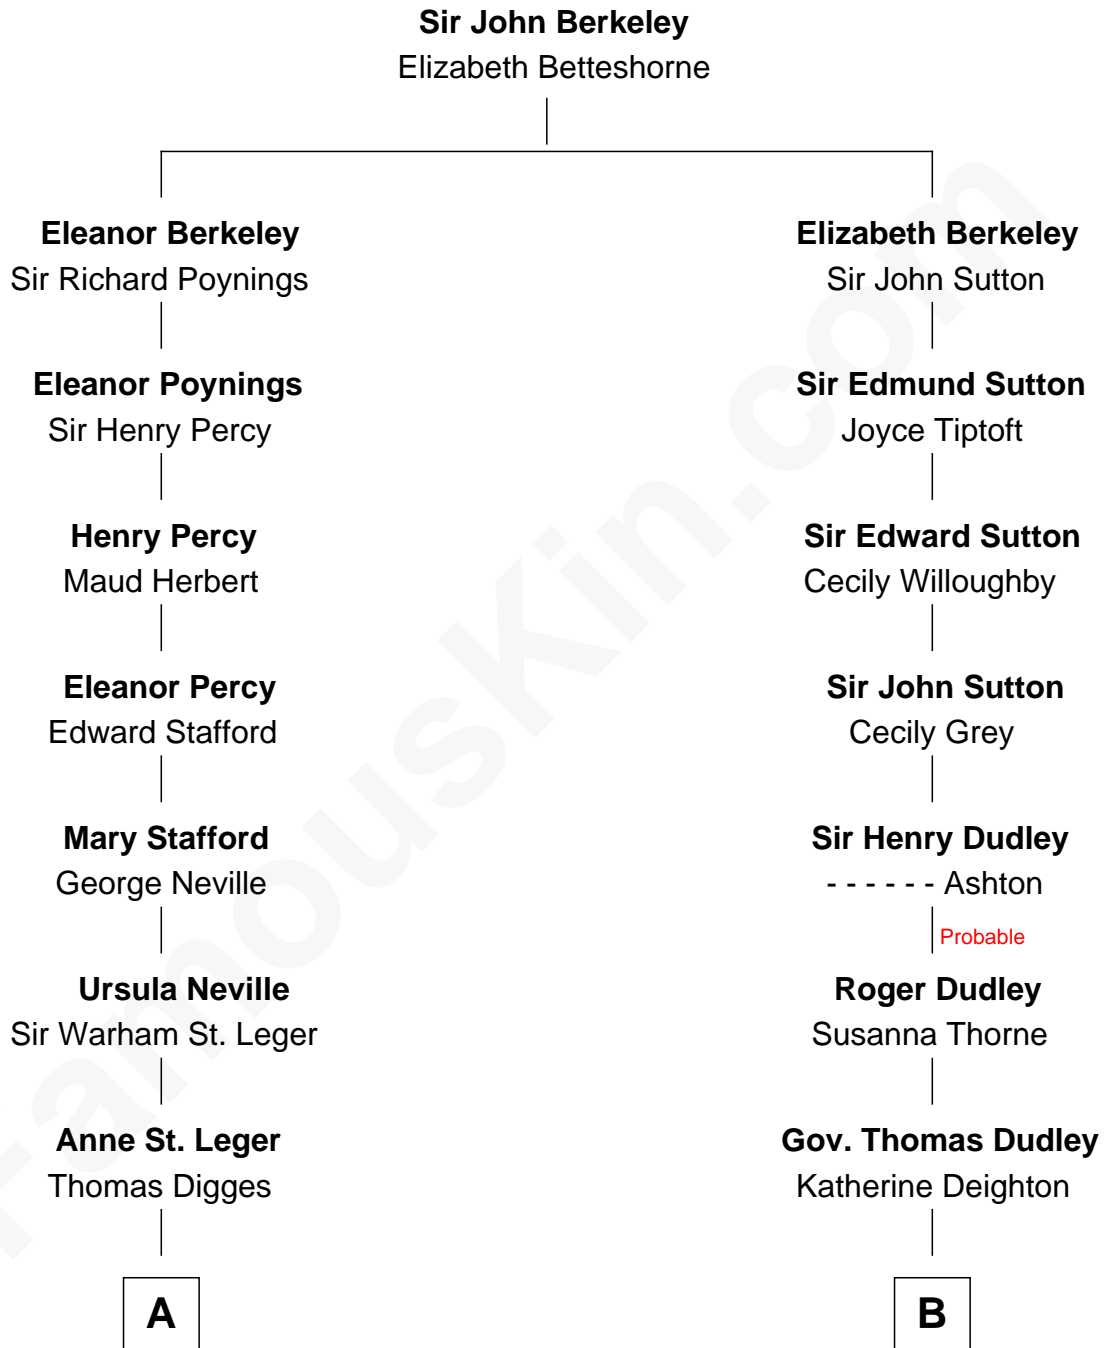 Sir John Berkeley
Elizabeth Betteshorne
Eleanor Berkeley
Sir Richard Poynings
Eleanor Poynings
Sir Henry Percy
Henry Percy
Maud Herbert
Eleanor Percy
Edward Stafford
Mary Stafford
George Neville
Ursula Neville
Sir Warham St. Leger
Anne St. Leger
Thomas Digges
A
Elizabeth Berkeley
Sir John Sutton
Sir Edmund Sutton
Joyce Tiptoft
Sir Edward Sutton
Cecily Willoughby
Sir John Sutton
Cecily Grey
Sir Henry Dudley
- - - - - - Ashton
Probable
Roger Dudley
Susanna Thorne
Gov. Thomas Dudley
Katherine Deighton
B
FamousKin.com